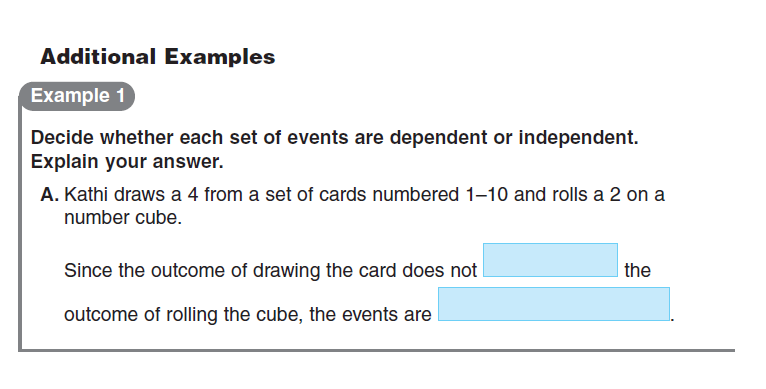 Additional Examples
Example 1
Decide whether each set of events are dependent or independent.
Explain your answer.
A. Kathi draws a 4 from a set of cards numbered 1–10 and rolls a 2 on a
number cube.
Since the outcome of drawing the card does not the
outcome of rolling the cube, the events are .